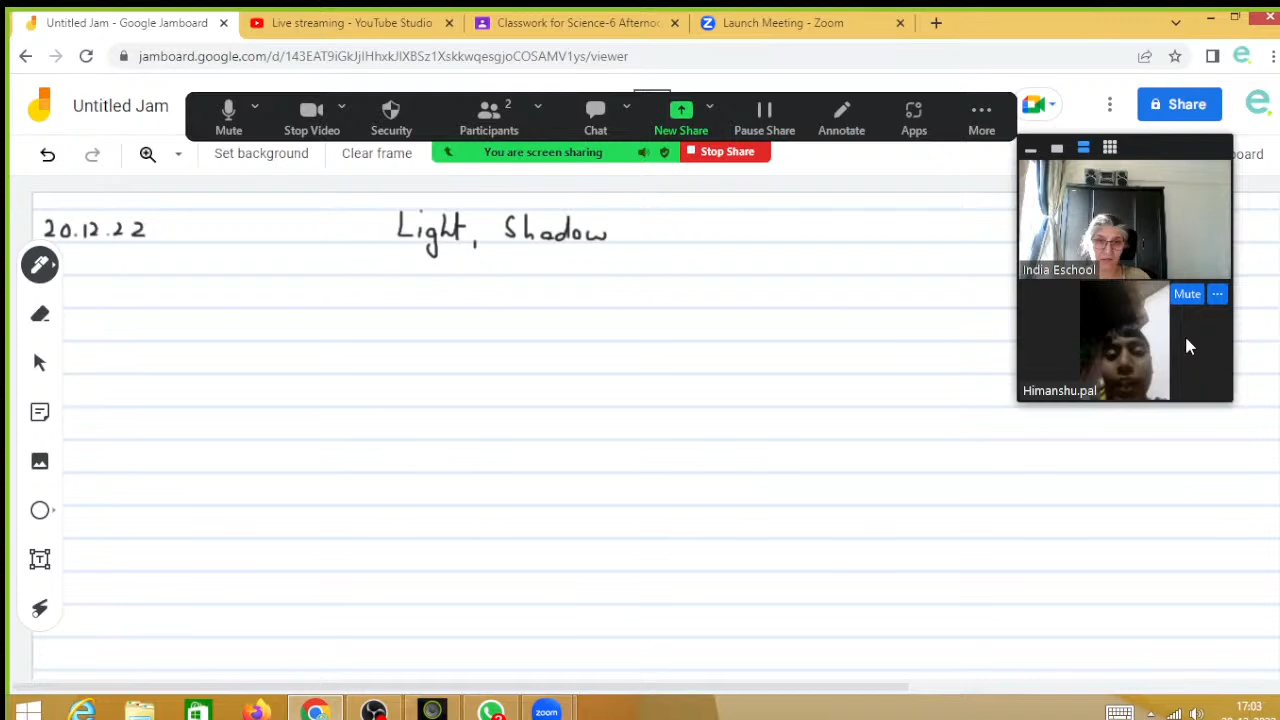 Untitled Jam - Google Jamboard
Live streaming - YouTube Studio
Classwork for Science-6 Afterno
Launch Meeting - Zoom
jamboard.google.com/d/143EAT9iGkJjIHhxkJIXBSz1XskkwqesgjoCOSAMV1ys/viewer
Untitled Jam
Mute
Stop Video
Security
Participants
2
Chat
New Share
Pause Share
Annotate
Apps
More
Share
Set background
Clear frame
You are screen sharing
Stop Share
board
20.12.22
Light, Shadow
India Eschool
Mute
Himanshu.pal
zoom
17:03